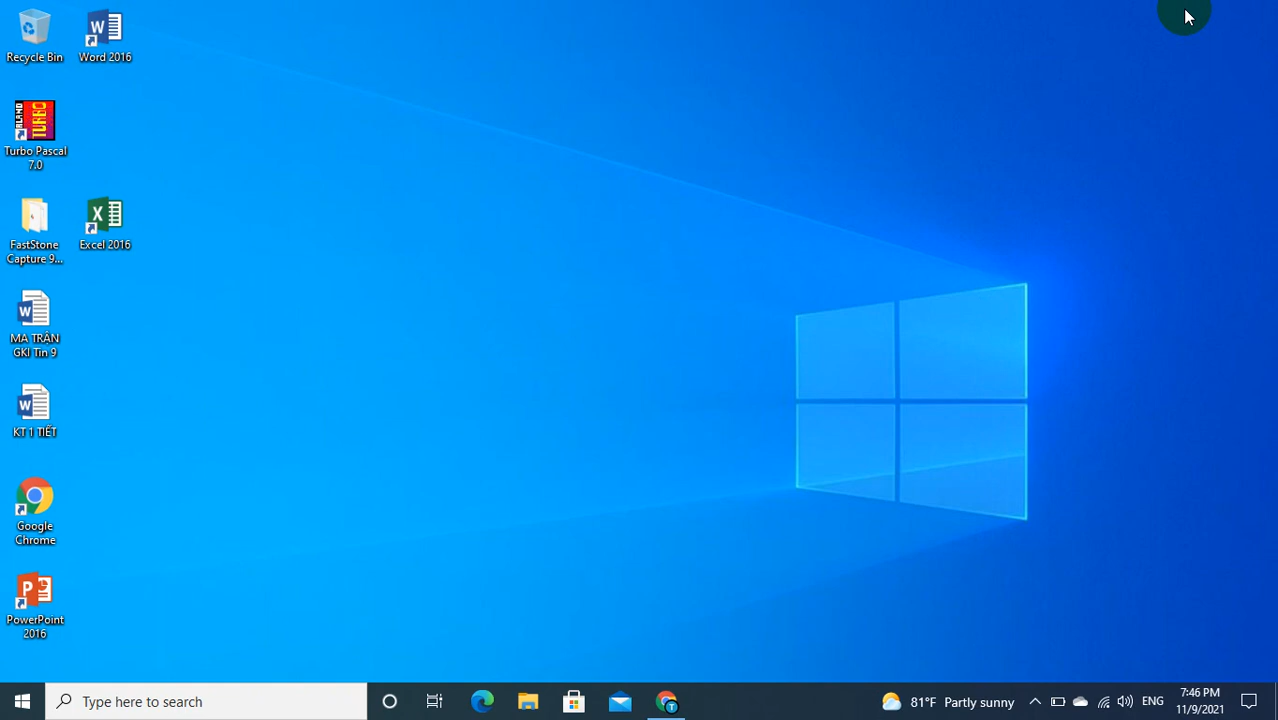 Recycle Bin
Word 2016
TURBO
Turbo Pascal
7.0
FastStone
Capture 9...
Excel 2016
MA TRẬN
GKI Tin 9
KT 1 TIẾT
Google
Chrome
PowerPoint
2016
Type here to search
81°F Partly sunny
ENG
7:46 PM
11/9/2021